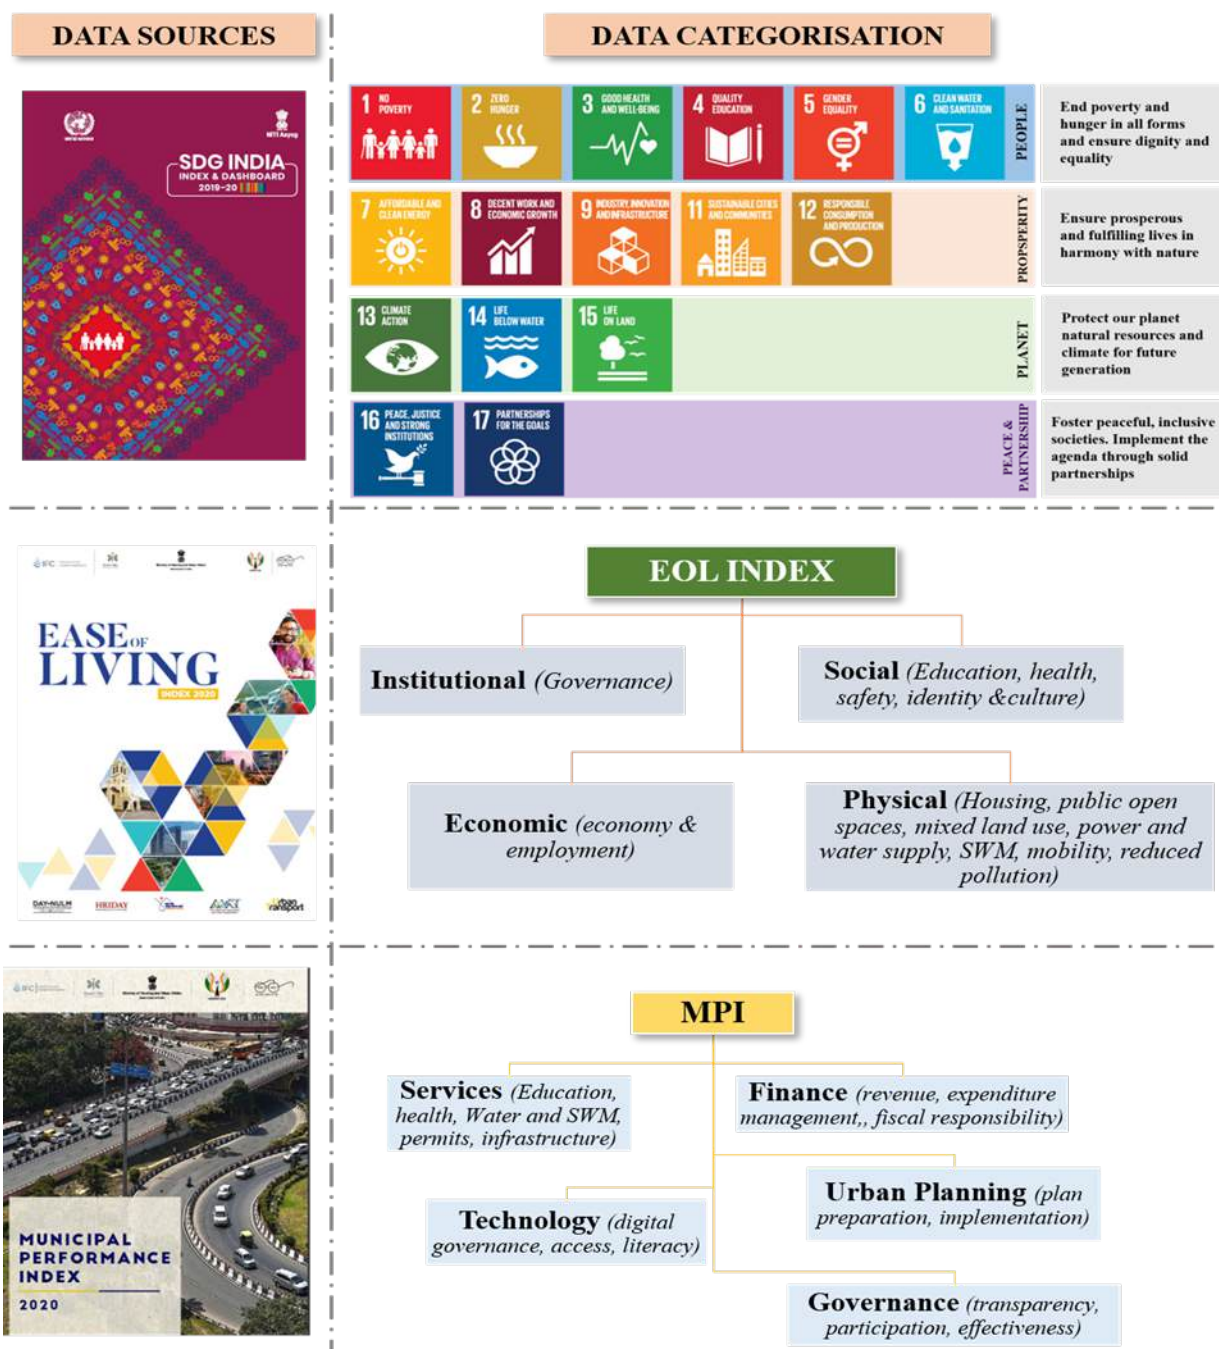 DATA SOURCES
DATA CATEGORISATION
NITI Aayog
SDG INDIA
INDEX & DASHBOARD
2019-20
1 NO
POVERTY
2 ZERO
HUNGER
3 GOOD HEALTH
AND WELL-BEING
4 QUALITY
EDUCATION
5 GENDER
EQUALITY
6 CLEAN WATER
AND SANITATION
PEOPLE
End poverty and
hunger in all forms
and ensure dignity and
equality
7 AFFORDABLE AND
CLEAN ENERGY
8 DECENT WORK AND
ECONOMIC GROWTH
9 INDUSTRY, INNOVATION
AND INFRASTRUCTURE
11 SUSTAINABLE CITIES
AND COMMUNITIES
12 RESPONSIBLE
CONSUMPTION
AND PRODUCTION
PROPSPERITY
Ensure prosperous
and fulfilling lives in
harmony with nature
13 CLIMATE
ACTION
14 LIFE
BELOW WATER
15 LIFE
ON LAND
PLANET
Protect our planet
natural resources and
climate for future
generation
16 PEACE, JUSTICE
AND STRONG
INSTITUTIONS
17 PARTNERSHIPS
FOR THE GOALS
PEACE &
PARTNERSHIP
Foster peaceful, inclusive
societies. Implement the
agenda through solid
partnerships
IFC
EASE OF
LIVING
INDEX 2020
DAY-NULM
HRIDAY
EOL INDEX
Institutional (Governance)
Social (Education, health,
safety, identity &culture)
Economic (economy &
employment)
Physical (Housing, public open
spaces, mixed land use, power and
water supply, SWM, mobility, reduced
pollution)
IFC
MUNICIPAL
PERFORMANCE
INDEX
2020
MPI
Services (Education,
health, Water and SWM,
permits, infrastructure)
Finance (revenue, expenditure
management,, fiscal responsibility)
Technology (digital
governance, access, literacy)
Urban Planning (plan
preparation, implementation)
Governance (transparency,
participation, effectiveness)